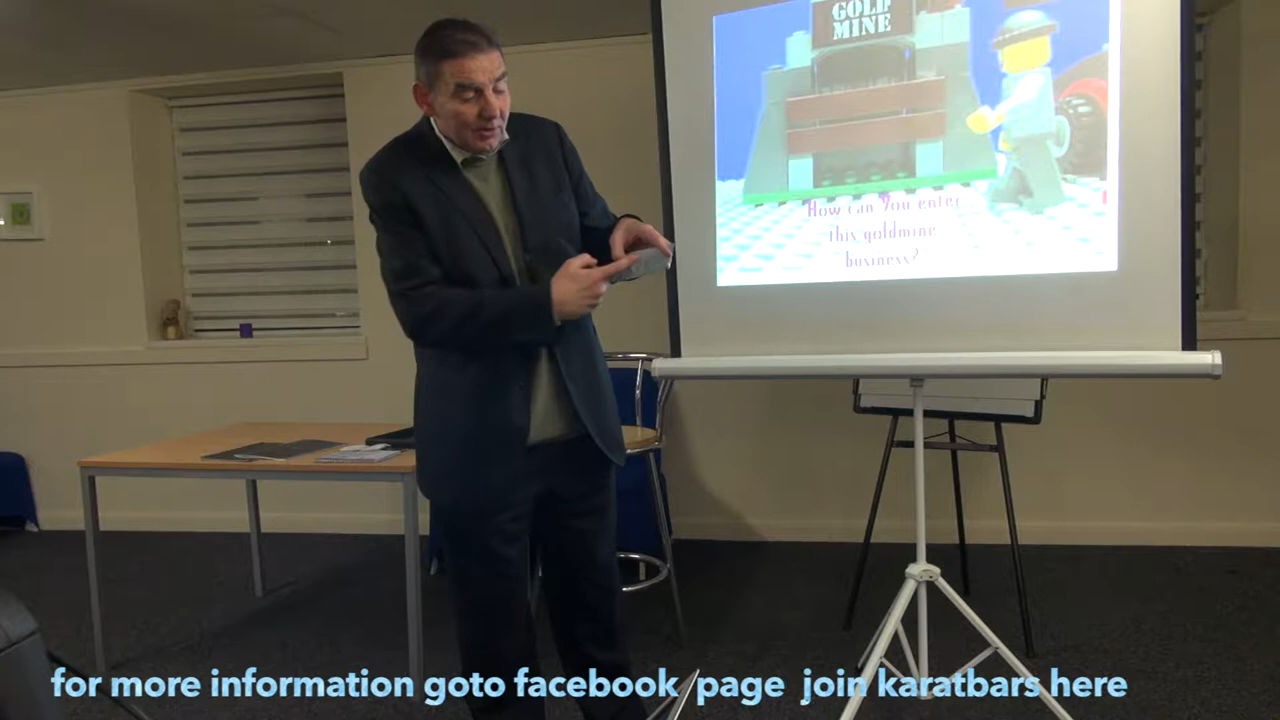 GOLD
MINE
How can You enter
this goldmine
business?
for more information goto facebook page join karatbars here